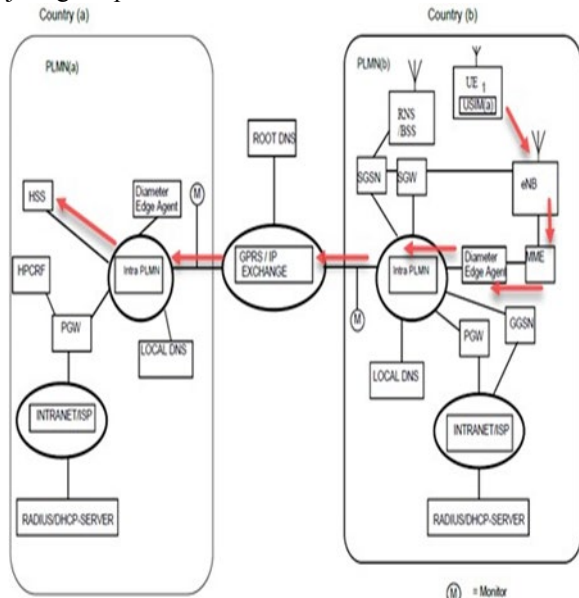 Country (a)
Country (b)
PLMN(a)
PLMN(b)
UE 1
USIM(a)
RNS
/BSS
ROOT DNS
SGSN
SGW
eNB
HSS
Diameter
Edge Agent
M
GPRS / IP
EXCHANGE
Intra PLMN
Intra PLMN
Diameter
Edge Agent
MME
HPCRF
PGW
LOCAL DNS
M
GGSN
PGW
LOCAL DNS
INTRANET/ISP
INTRANET/ISP
RADIUS/DHCP-SERVER
RADIUS/DHCP-SERVER
M = Monitor